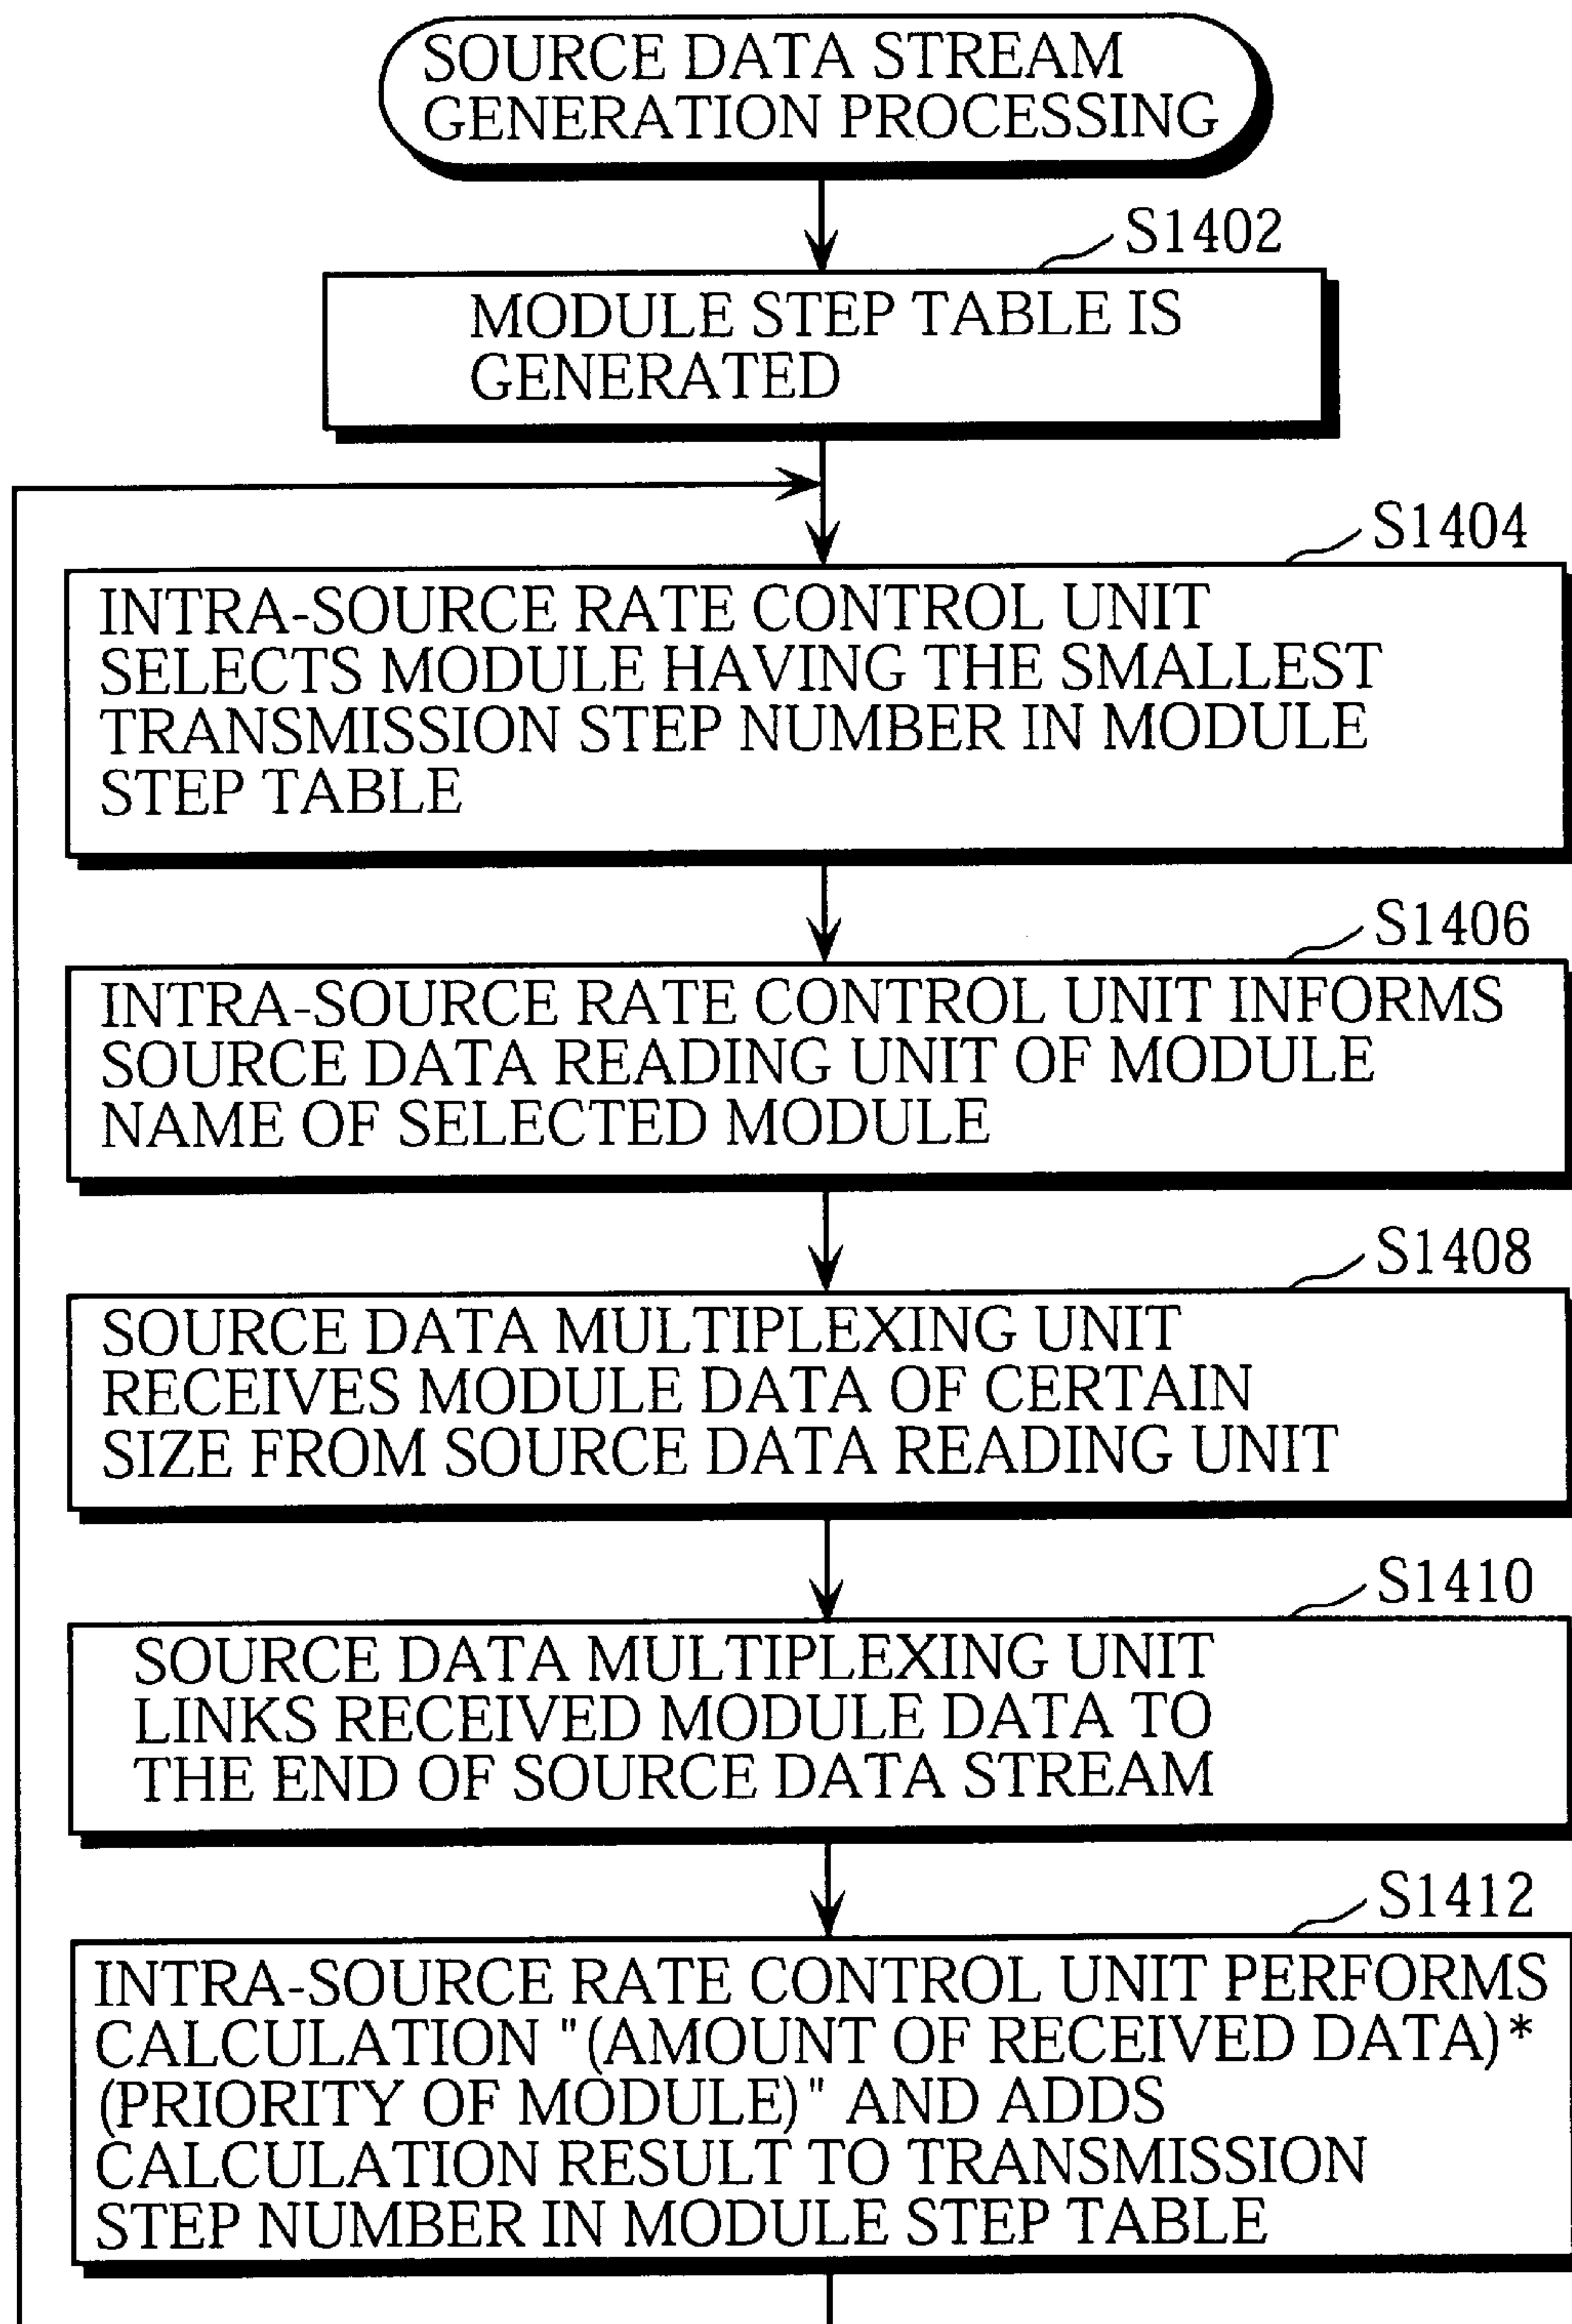 SOURCE DATA STREAM
GENERATION PROCESSING
S1402
MODULE STEP TABLE IS
GENERATED
S1404
INTRA-SOURCE RATE CONTROL UNIT
SELECTS MODULE HAVING THE SMALLEST
TRANSMISSION STEP NUMBER IN MODULE
STEP TABLE
S1406
INTRA-SOURCE RATE CONTROL UNIT INFORMS
SOURCE DATA READING UNIT OF MODULE
NAME OF SELECTED MODULE
S1408
SOURCE DATA MULTIPLEXING UNIT
RECEIVES MODULE DATA OF CERTAIN
SIZE FROM SOURCE DATA READING UNIT
S1410
SOURCE DATA MULTIPLEXING UNIT
LINKS RECEIVED MODULE DATA TO
THE END OF SOURCE DATA STREAM
S1412
INTRA-SOURCE RATE CONTROL UNIT PERFORMS
CALCULATION "(AMOUNT OF RECEIVED DATA)*
(PRIORITY OF MODULE)" AND ADDS
CALCULATION RESULT TO TRANSMISSION
STEP NUMBER IN MODULE STEP TABLE